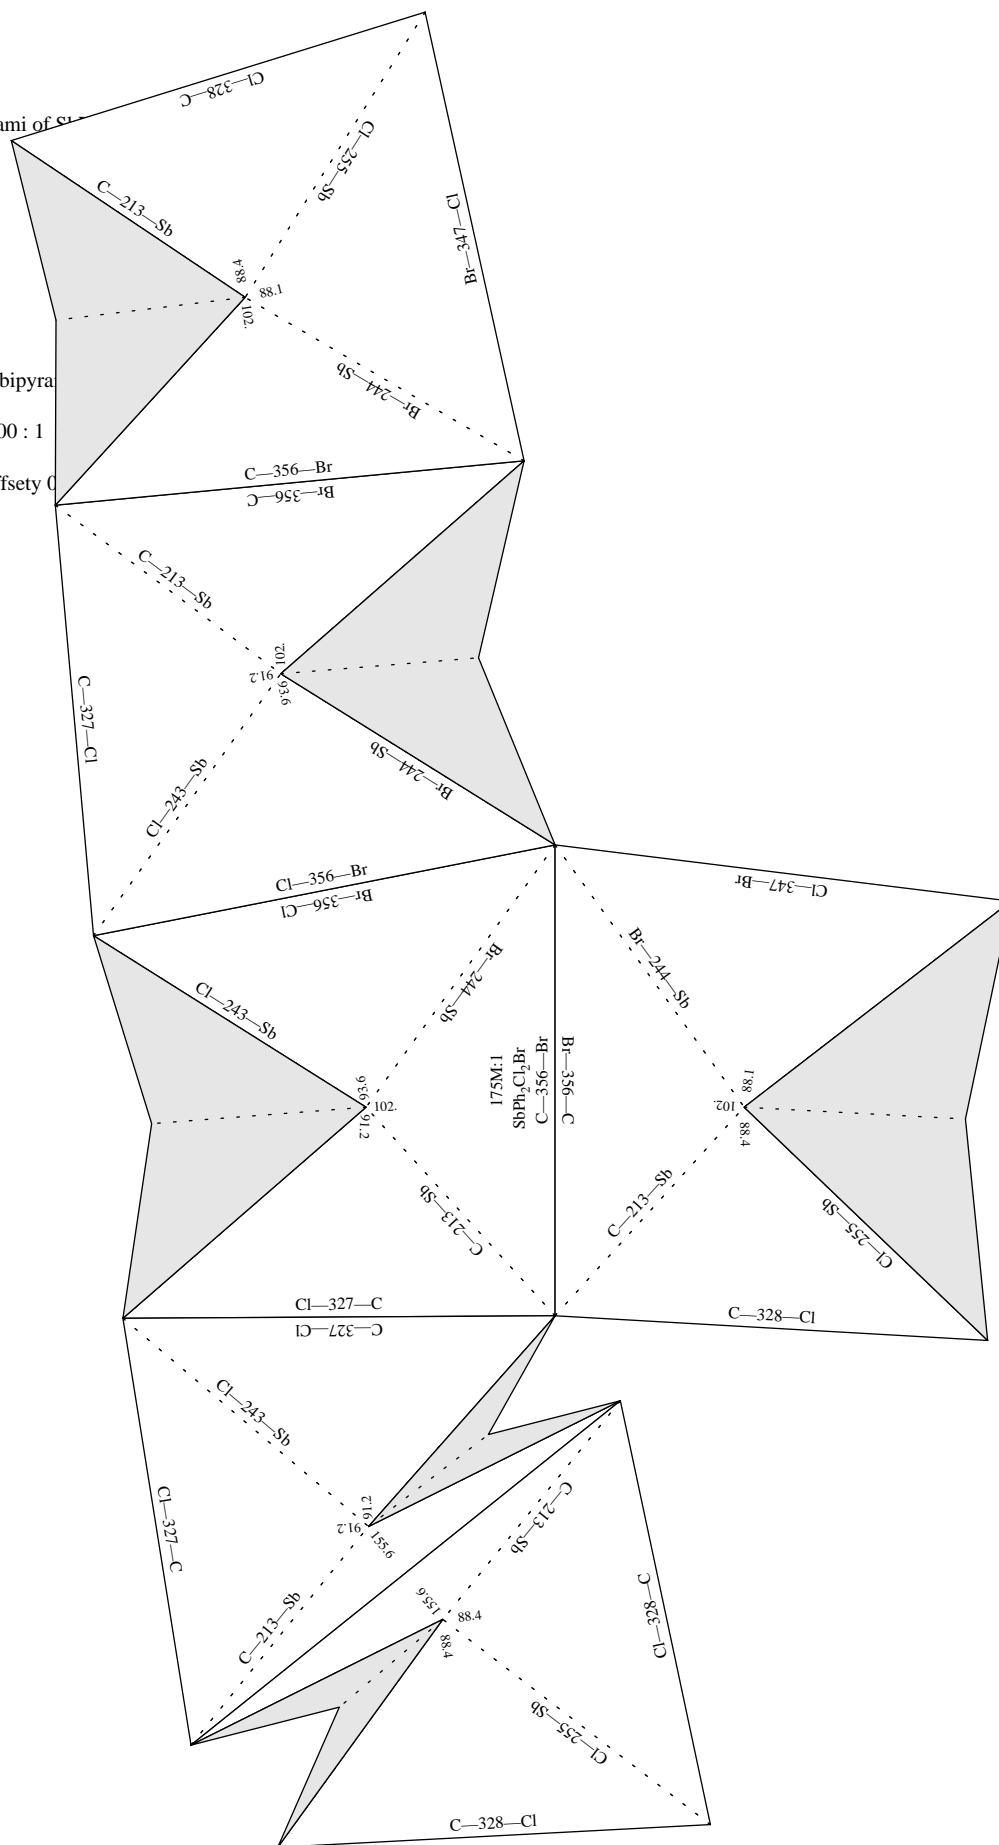 Cl—328—C
Cl—255—Sb
C—213—Sb
Br—347—Cl
88.4
88.1
102.
Br—244—Sb
00 : 1
C—356—Br
Br—356—C
C—213—Sb
102.
91.2
93.6
C—327—Cl
Br—244—Sb
Cl—243—Sb
Cl—356—Br
Br—356—Cl
Cl—347—Br
Br—244—Sb
Br—244—Sb
Cl—243—Sb
175M:1
SbPh2Cl2Br
C—356—Br
Br—356—C
93.6
102.
91.2
88.1
102.
88.4
C—213—Sb
C—213—Sb
Cl—255—Sb
Cl—327—C
C—327—Cl
C—328—Cl
Cl—243—Sb
91.2
91.2
155.6
Cl—327—C
C—213—Sb
C—213—Sb
155.6
88.4
88.4
Cl—328—C
Cl—255—Sb
C—328—Cl